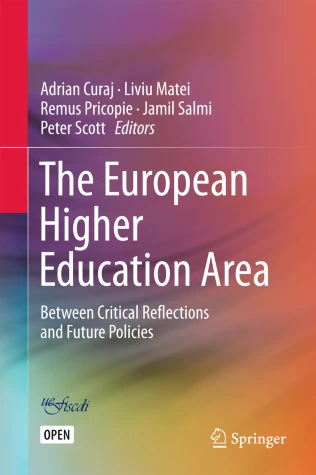 Adrian Curaj · Liviu Matei
Remus Pricopie · Jamil Salmi
Peter Scott Editors
The European
Higher
Education Area
Between Critical Reflections
and Future Policies
uefiscdi
OPEN
Springer